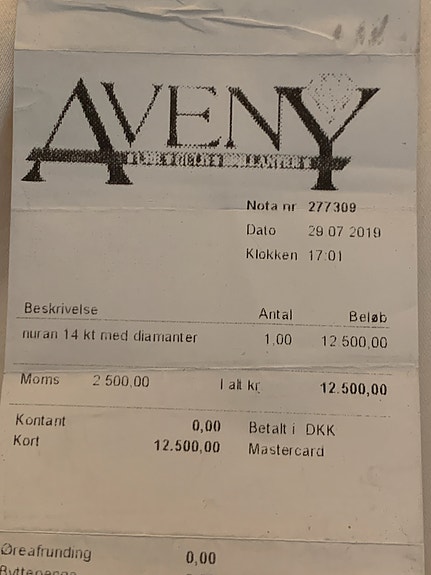 AVENY
Nota nr 277309
Dato 29 07 2019
Klokken 17:01
Beskrivelse Antal Beløb
nuran 14 kt med diamanter 1.00 12 500,00
Moms 2 500,00 I alt kr. 12.500,00
Kontant 0,00 Betalt i DKK
Kort 12.500,00 Mastercard
Øreafrunding 0,00
Byttepenge